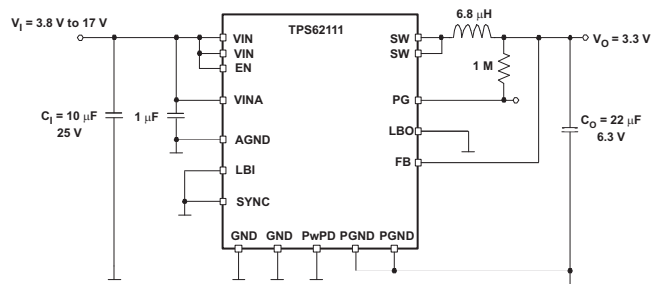 TPS62111
V_I = 3.8 V to 17 V
VIN
VIN
EN
VINA
AGND
LBI
SYNC
C_I = 10 μF
25 V
1 μF
GND
GND
PwPD
PGND
PGND
SW
SW
PG
LBO
FB
6.8 μH
1 M
V_O = 3.3 V
C_O = 22 μF
6.3 V